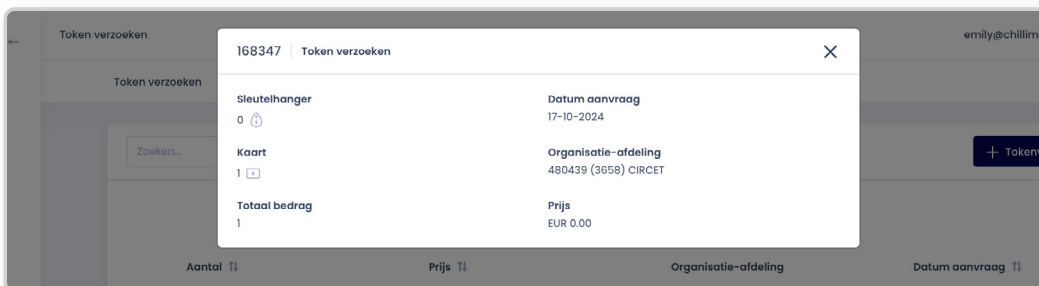 Token verzoeken
emily@chillim
168347 Token verzoeken
Token verzoeken
Sleutelhanger
0
Datum aanvraag
17-10-2024
Zoeken...
+ Token
Kaart
1
Organisatie-afdeling
480439 (3658) CIRCET
Totaal bedrag
1
Prijs
EUR 0.00
Aantal
Prijs
Organisatie-afdeling
Datum aanvraag